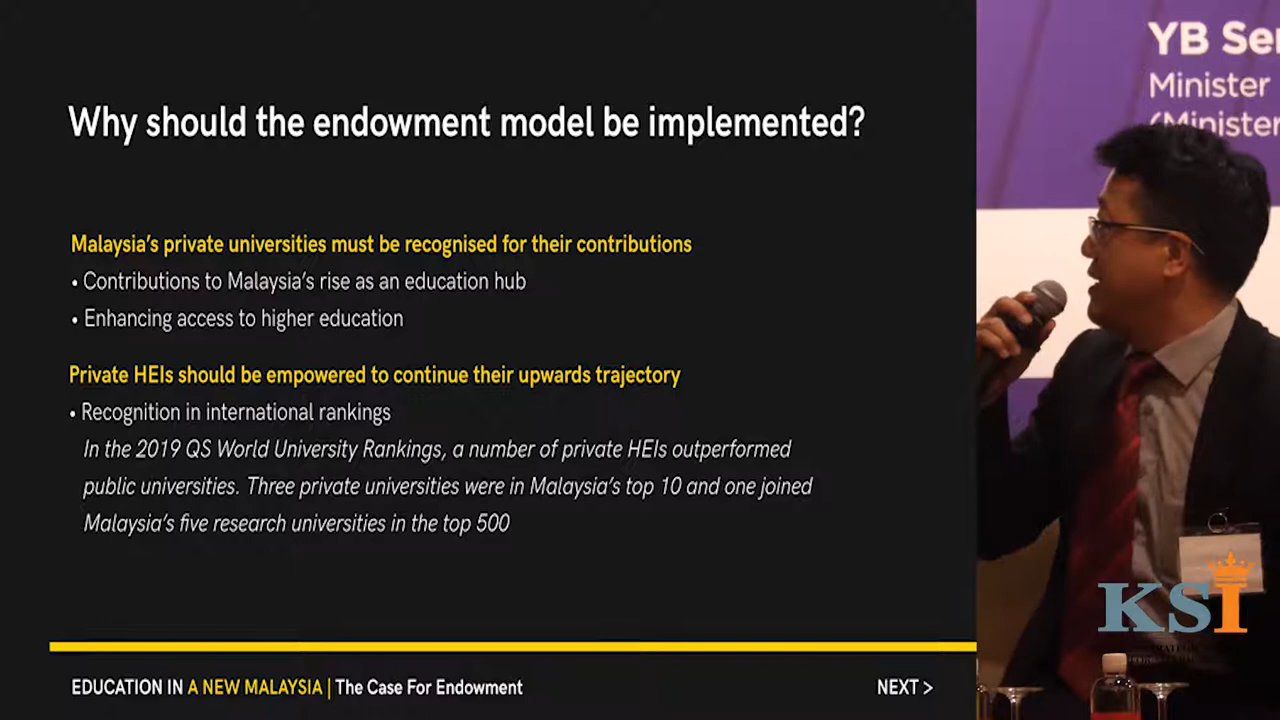 Why should the endowment model be implemented?
Malaysia's private universities must be recognised for their contributions
• Contributions to Malaysia's rise as an education hub
• Enhancing access to higher education
Private HEIs should be empowered to continue their upwards trajectory
• Recognition in international rankings
In the 2019 QS World University Rankings, a number of private HEIs outperformed
public universities. Three private universities were in Malaysia's top 10 and one joined
Malaysia's five research universities in the top 500
EDUCATION IN A NEW MALAYSIA | The Case For Endowment
NEXT >
YB Se
Minister
(Minister
KSI